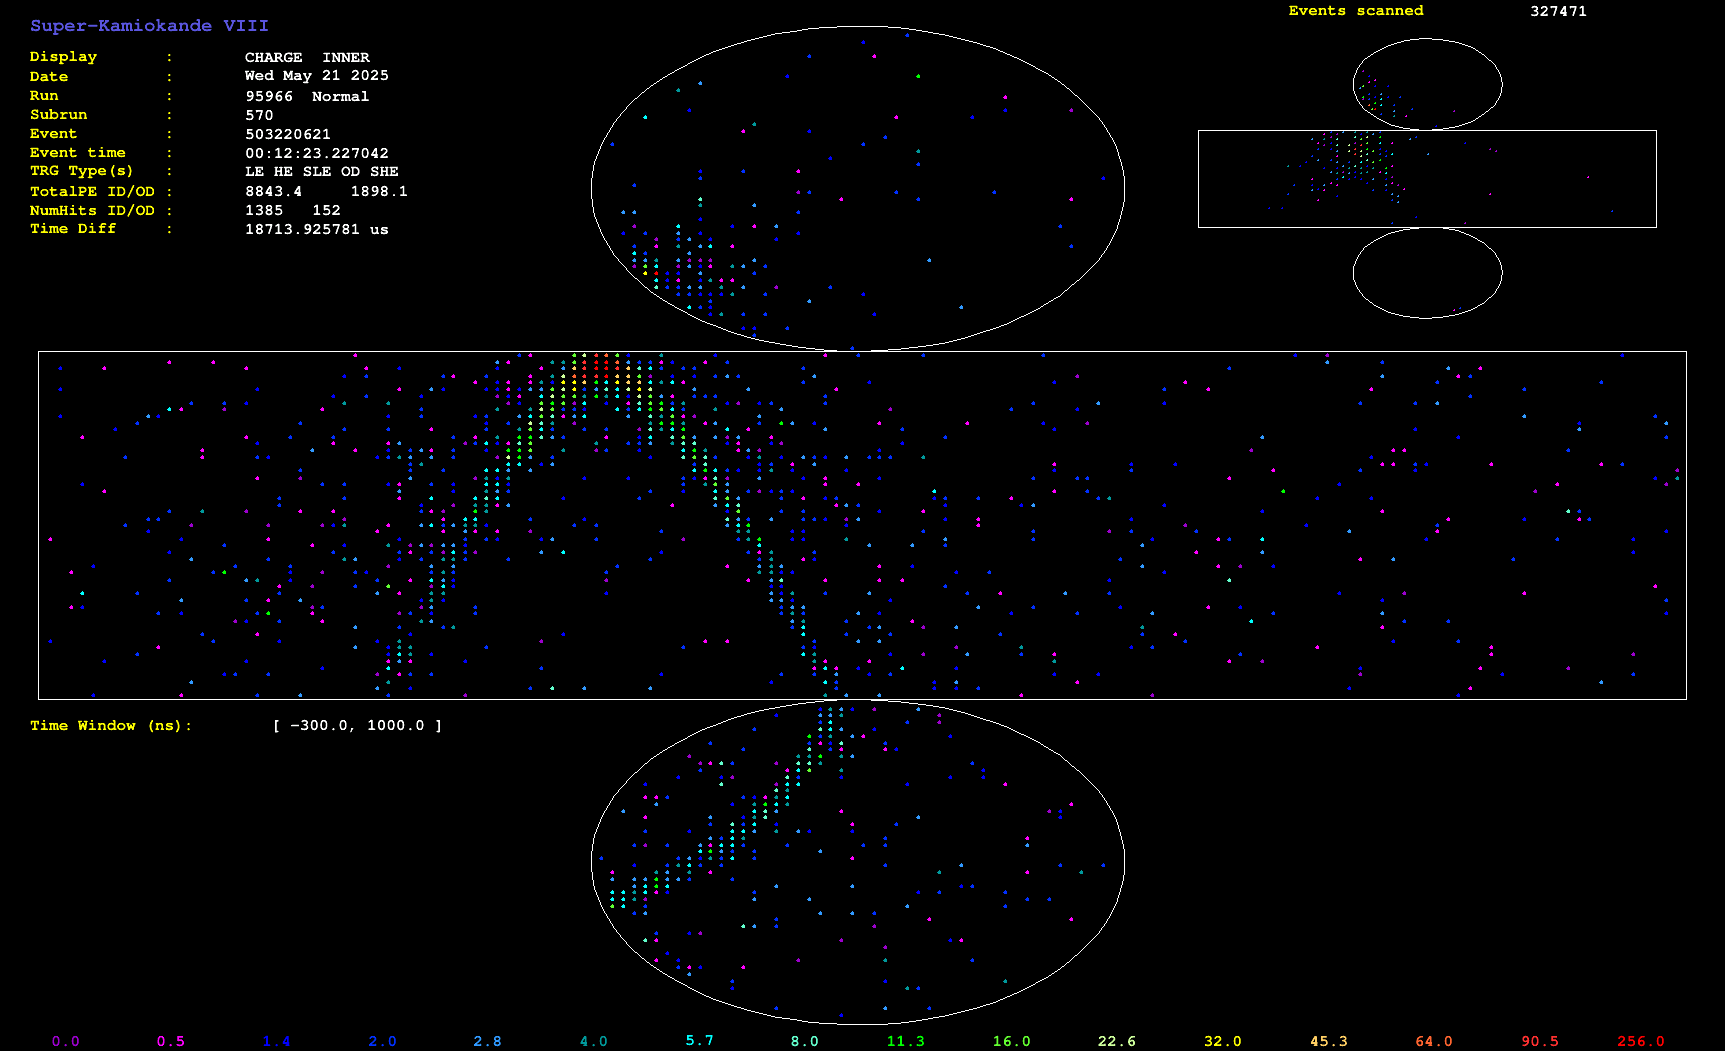 Super-Kamiokande VIII
Events scanned 327471
Display : CHARGE INNER
Date : Wed May 21 2025
Run : 95966 Normal
Subrun : 570
Event : 503220621
Event time : 00:12:23.227042
TRG Type(s) : LE HE SLE OD SHE
TotalPE ID/OD : 8843.4 1898.1
NumHits ID/OD : 1385 152
Time Diff : 18713.925781 us
Time Window (ns): [ -300.0, 1000.0 ]
0.0 0.5 1.4 2.0 2.8 4.0 5.7 8.0 11.3 16.0 22.6 32.0 45.3 64.0 90.5 256.0